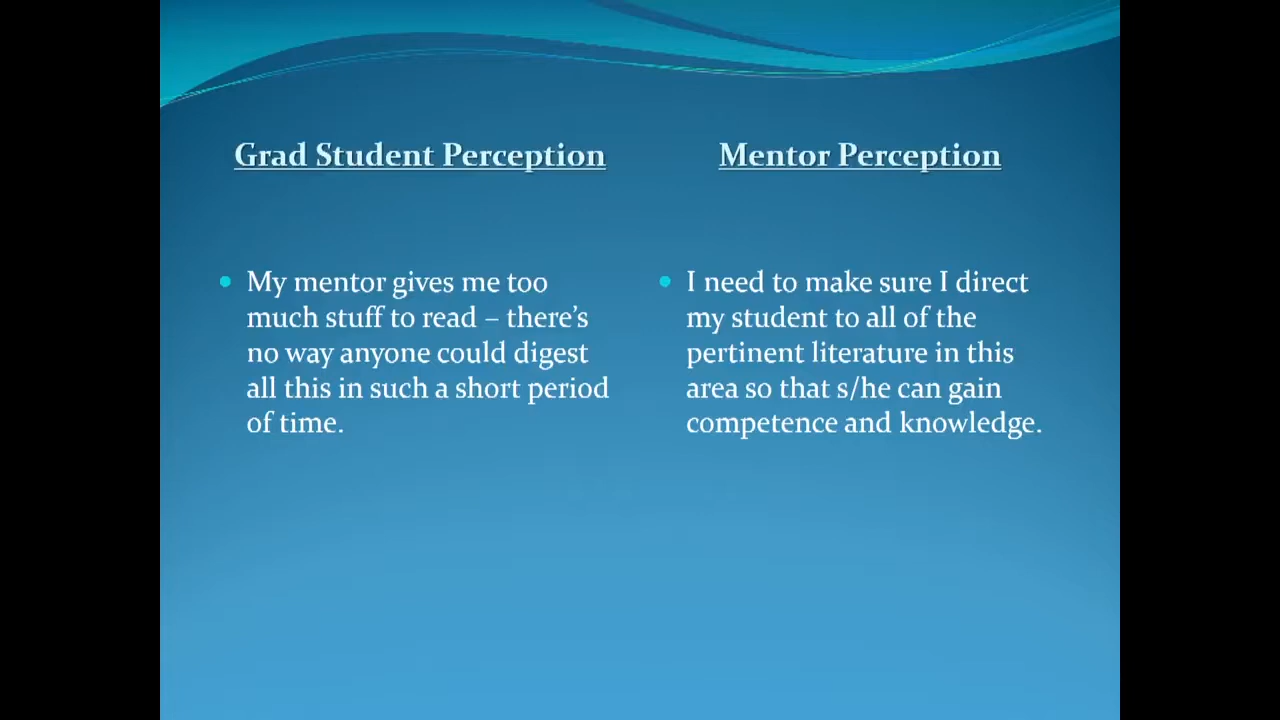 Grad Student Perception
Mentor Perception
• My mentor gives me too
much stuff to read – there’s
no way anyone could digest
all this in such a short period
of time.
• I need to make sure I direct
my student to all of the
pertinent literature in this
area so that s/he can gain
competence and knowledge.